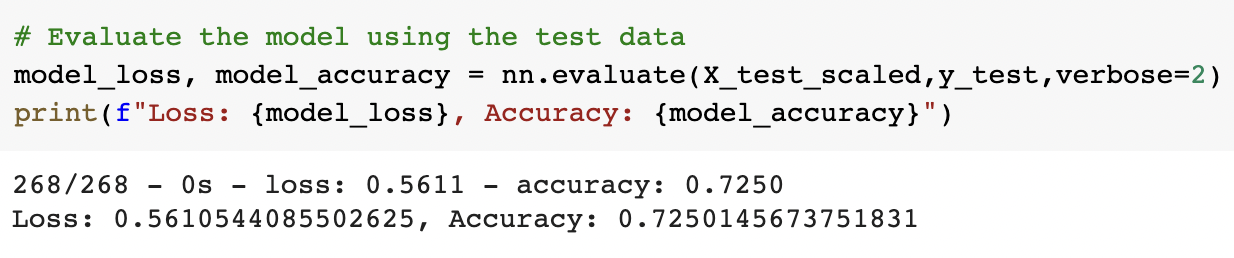 # Evaluate the model using the test data
model_loss, model_accuracy = nn.evaluate(X_test_scaled,y_test,verbose=2)
print(f"Loss: {model_loss}, Accuracy: {model_accuracy}")
268/268 - 0s - loss: 0.5611 - accuracy: 0.7250
Loss: 0.5610544085502625, Accuracy: 0.7250145673751831